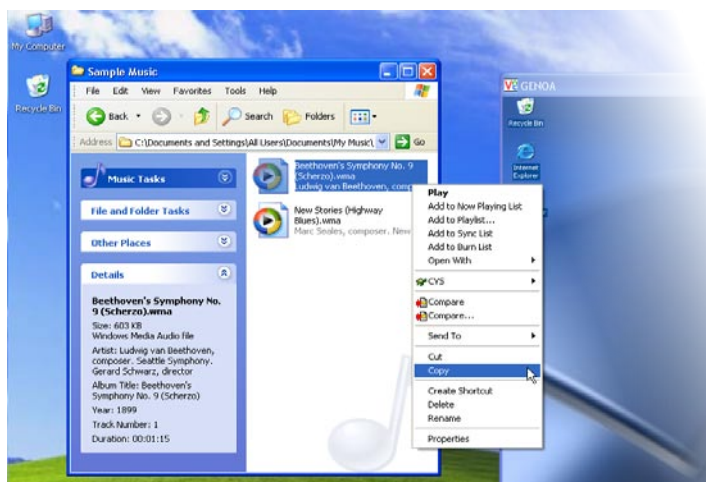 My Computer
Recycle Bin
Sample Music
File Edit View Favorites Tools Help
Back Search Folders
Address C:\Documents and Settings\All Users\Documents\My Music\ Go
Music Tasks
File and Folder Tasks
Other Places
Details
Beethoven's Symphony No.
9 (Scherzo).wma
Size: 603 KB
Windows Media Audio file
Artist: Ludwig van Beethoven,
composer. Seattle Symphony.
Gerard Schwarz, director
Album Title: Beethoven's
Symphony No. 9 (Scherzo)
Year: 1899
Track Number: 1
Duration: 00:01:15
Beethoven's Symphony No. 9
(Scherzo).wma
Ludwig van Beethoven, comp
New Stories (Highway
Blues).wma
Marc Seales, composer. New
Play
Add to Now Playing List
Add to Playlist...
Add to Sync List
Add to Burn List
Open With
CVS
Compare
Compare...
Send To
Cut
Copy
Create Shortcut
Delete
Rename
Properties
VE GENOA
Recycle Bin
Internet
Explorer